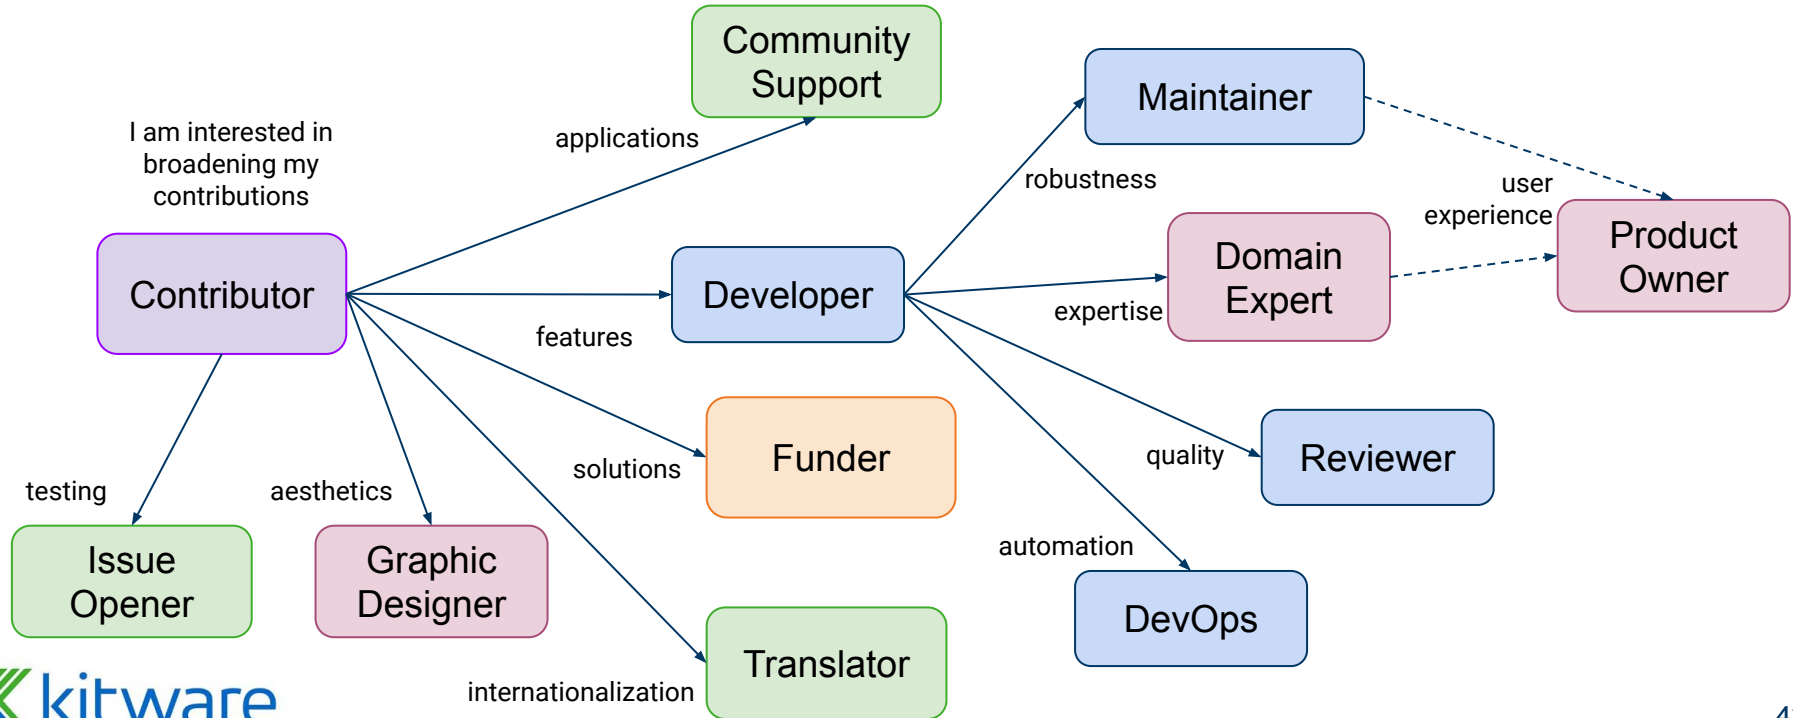 Community
Support
Maintainer
I am interested in
broadening my
contributions
applications
robustness
user
experience
Contributor
Developer
Domain
Expert
Product
Owner
features
expertise
solutions
Funder
quality
Reviewer
testing
aesthetics
automation
Issue
Opener
Graphic
Designer
DevOps
internationalization
Translator
kitware